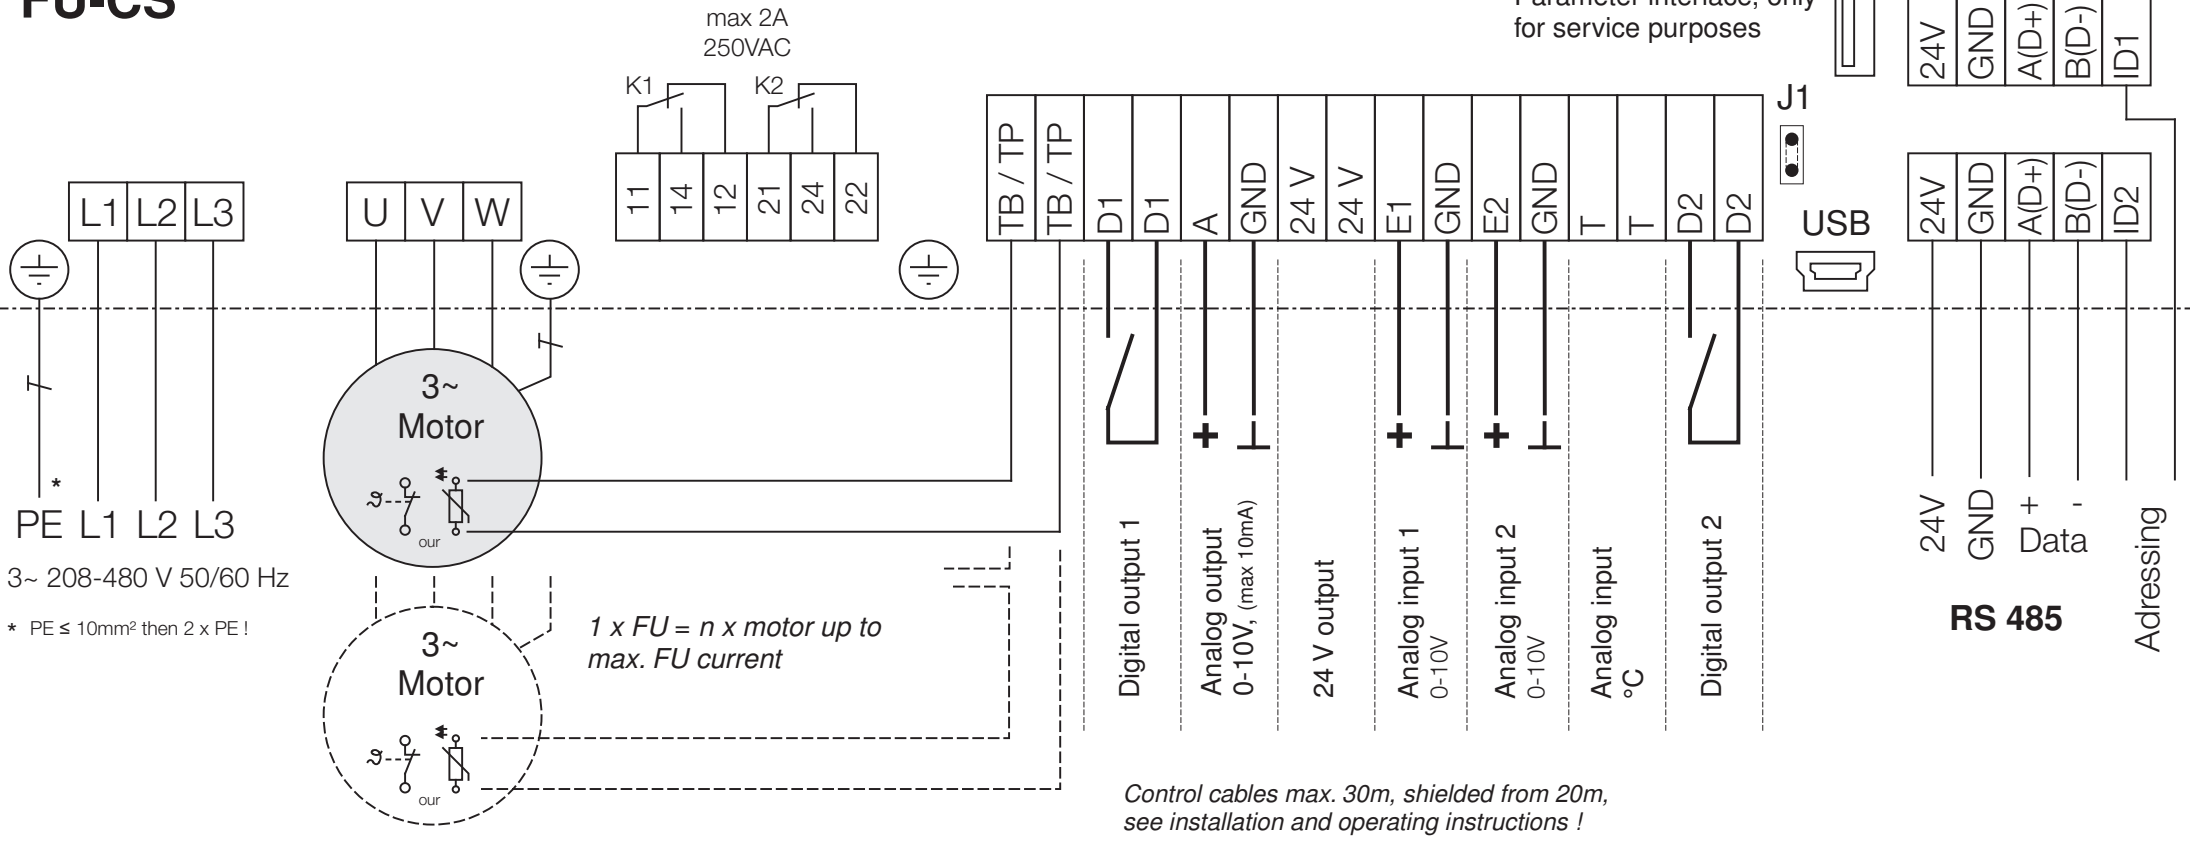 FU-CS
max 2A
250VAC
for service purposes
K1
K2
24V
GND
A(D+)
B(D-)
ID1
J1
L1 L2 L3
U V W
11
14
12
21
24
22
TB / TP
TB / TP
D1
D1
A
GND
24 V
24 V
E1
GND
E2
GND
T
T
D2
D2
USB
24V
GND
A(D+)
B(D-)
ID2
3~
Motor
our
*
PE L1 L2 L3
3~ 208-480 V 50/60 Hz
* PE ≤ 10mm² then 2 x PE !
3~
Motor
our
1 x FU = n x motor up to
max. FU current
Digital output 1
Analog output
0-10V, (max 10mA)
24 V output
Analog input 1
0-10V
Analog input 2
0-10V
Analog input
°C
Digital output 2
24V
GND
+ -
Data
Adressing
RS 485
Control cables max. 30m, shielded from 20m,
see installation and operating instructions !